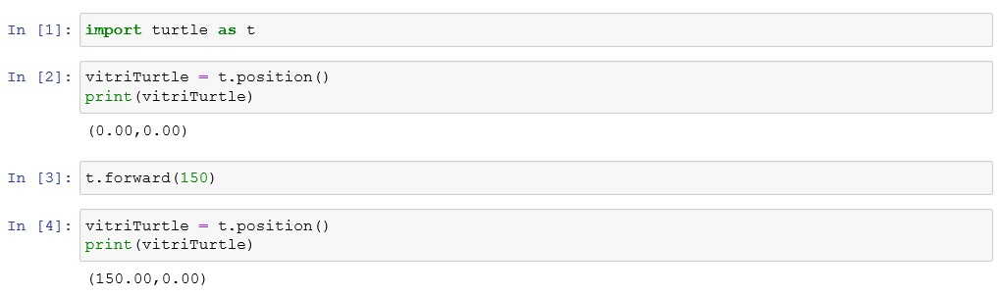 In [1]: import turtle as t
In [2]: vitriTurtle = t.position()
print(vitriTurtle)
(0.00,0.00)
In [3]: t.forward(150)
In [4]: vitriTurtle = t.position()
print(vitriTurtle)
(150.00,0.00)